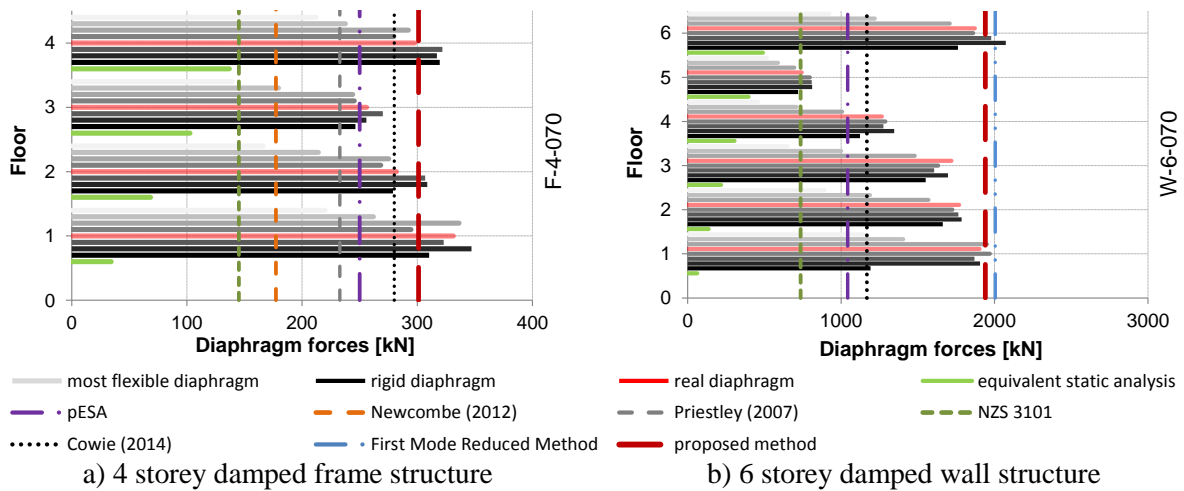 4
3
2
1
0
Floor
0 100 200 300 400
Diaphragm forces [kN]
F-4-070
6
5
4
3
2
1
0
Floor
0 1000 2000 3000
Diaphragm forces [kN]
W-6-070
most flexible diaphragm rigid diaphragm real diaphragm equivalent static analysis
pESA Newcombe (2012) Priestley (2007) NZS 3101
Cowie (2014) First Mode Reduced Method proposed method
a) 4 storey damped frame structure b) 6 storey damped wall structure